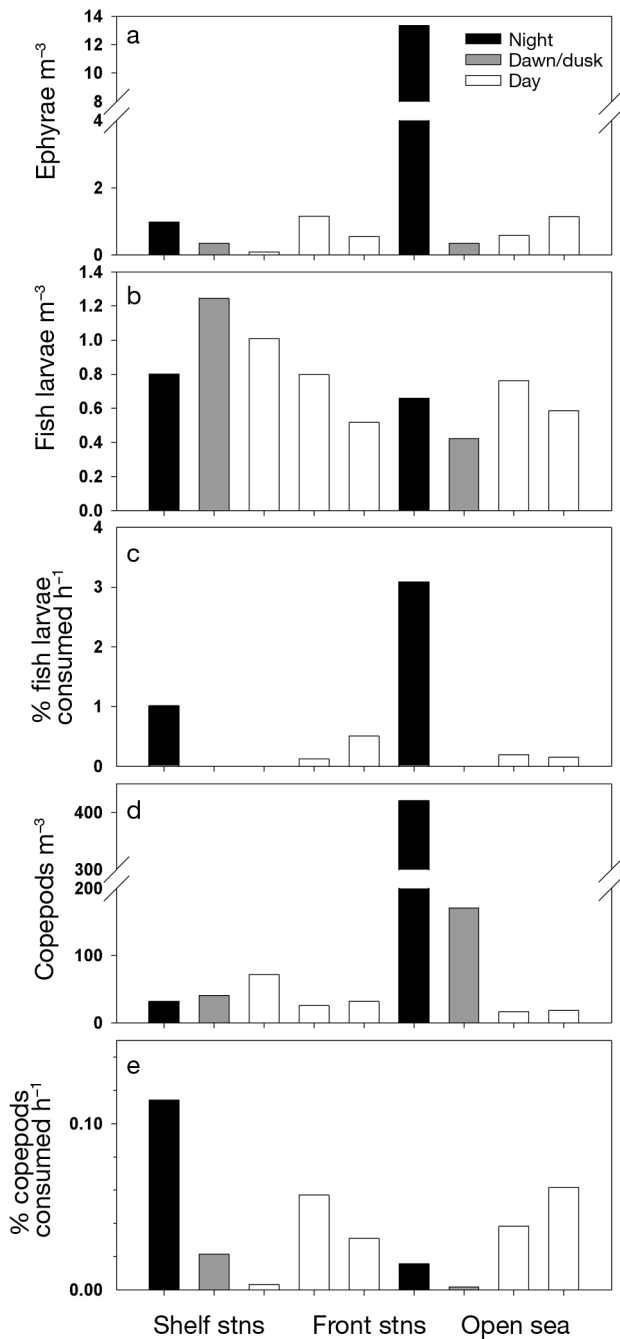 a
Night
Dawn/dusk
Day
Ephyrae m⁻³
14
12
10
8
4
2
0
b
Fish larvae m⁻³
1.4
1.2
1.0
0.8
0.6
0.4
0.2
0.0
c
% fish larvae
consumed h⁻¹
4
3
2
1
0
d
Copepods m⁻³
400
300
200
100
0
e
% copepods
consumed h⁻¹
0.10
0.00
Shelf stns Front stns Open sea